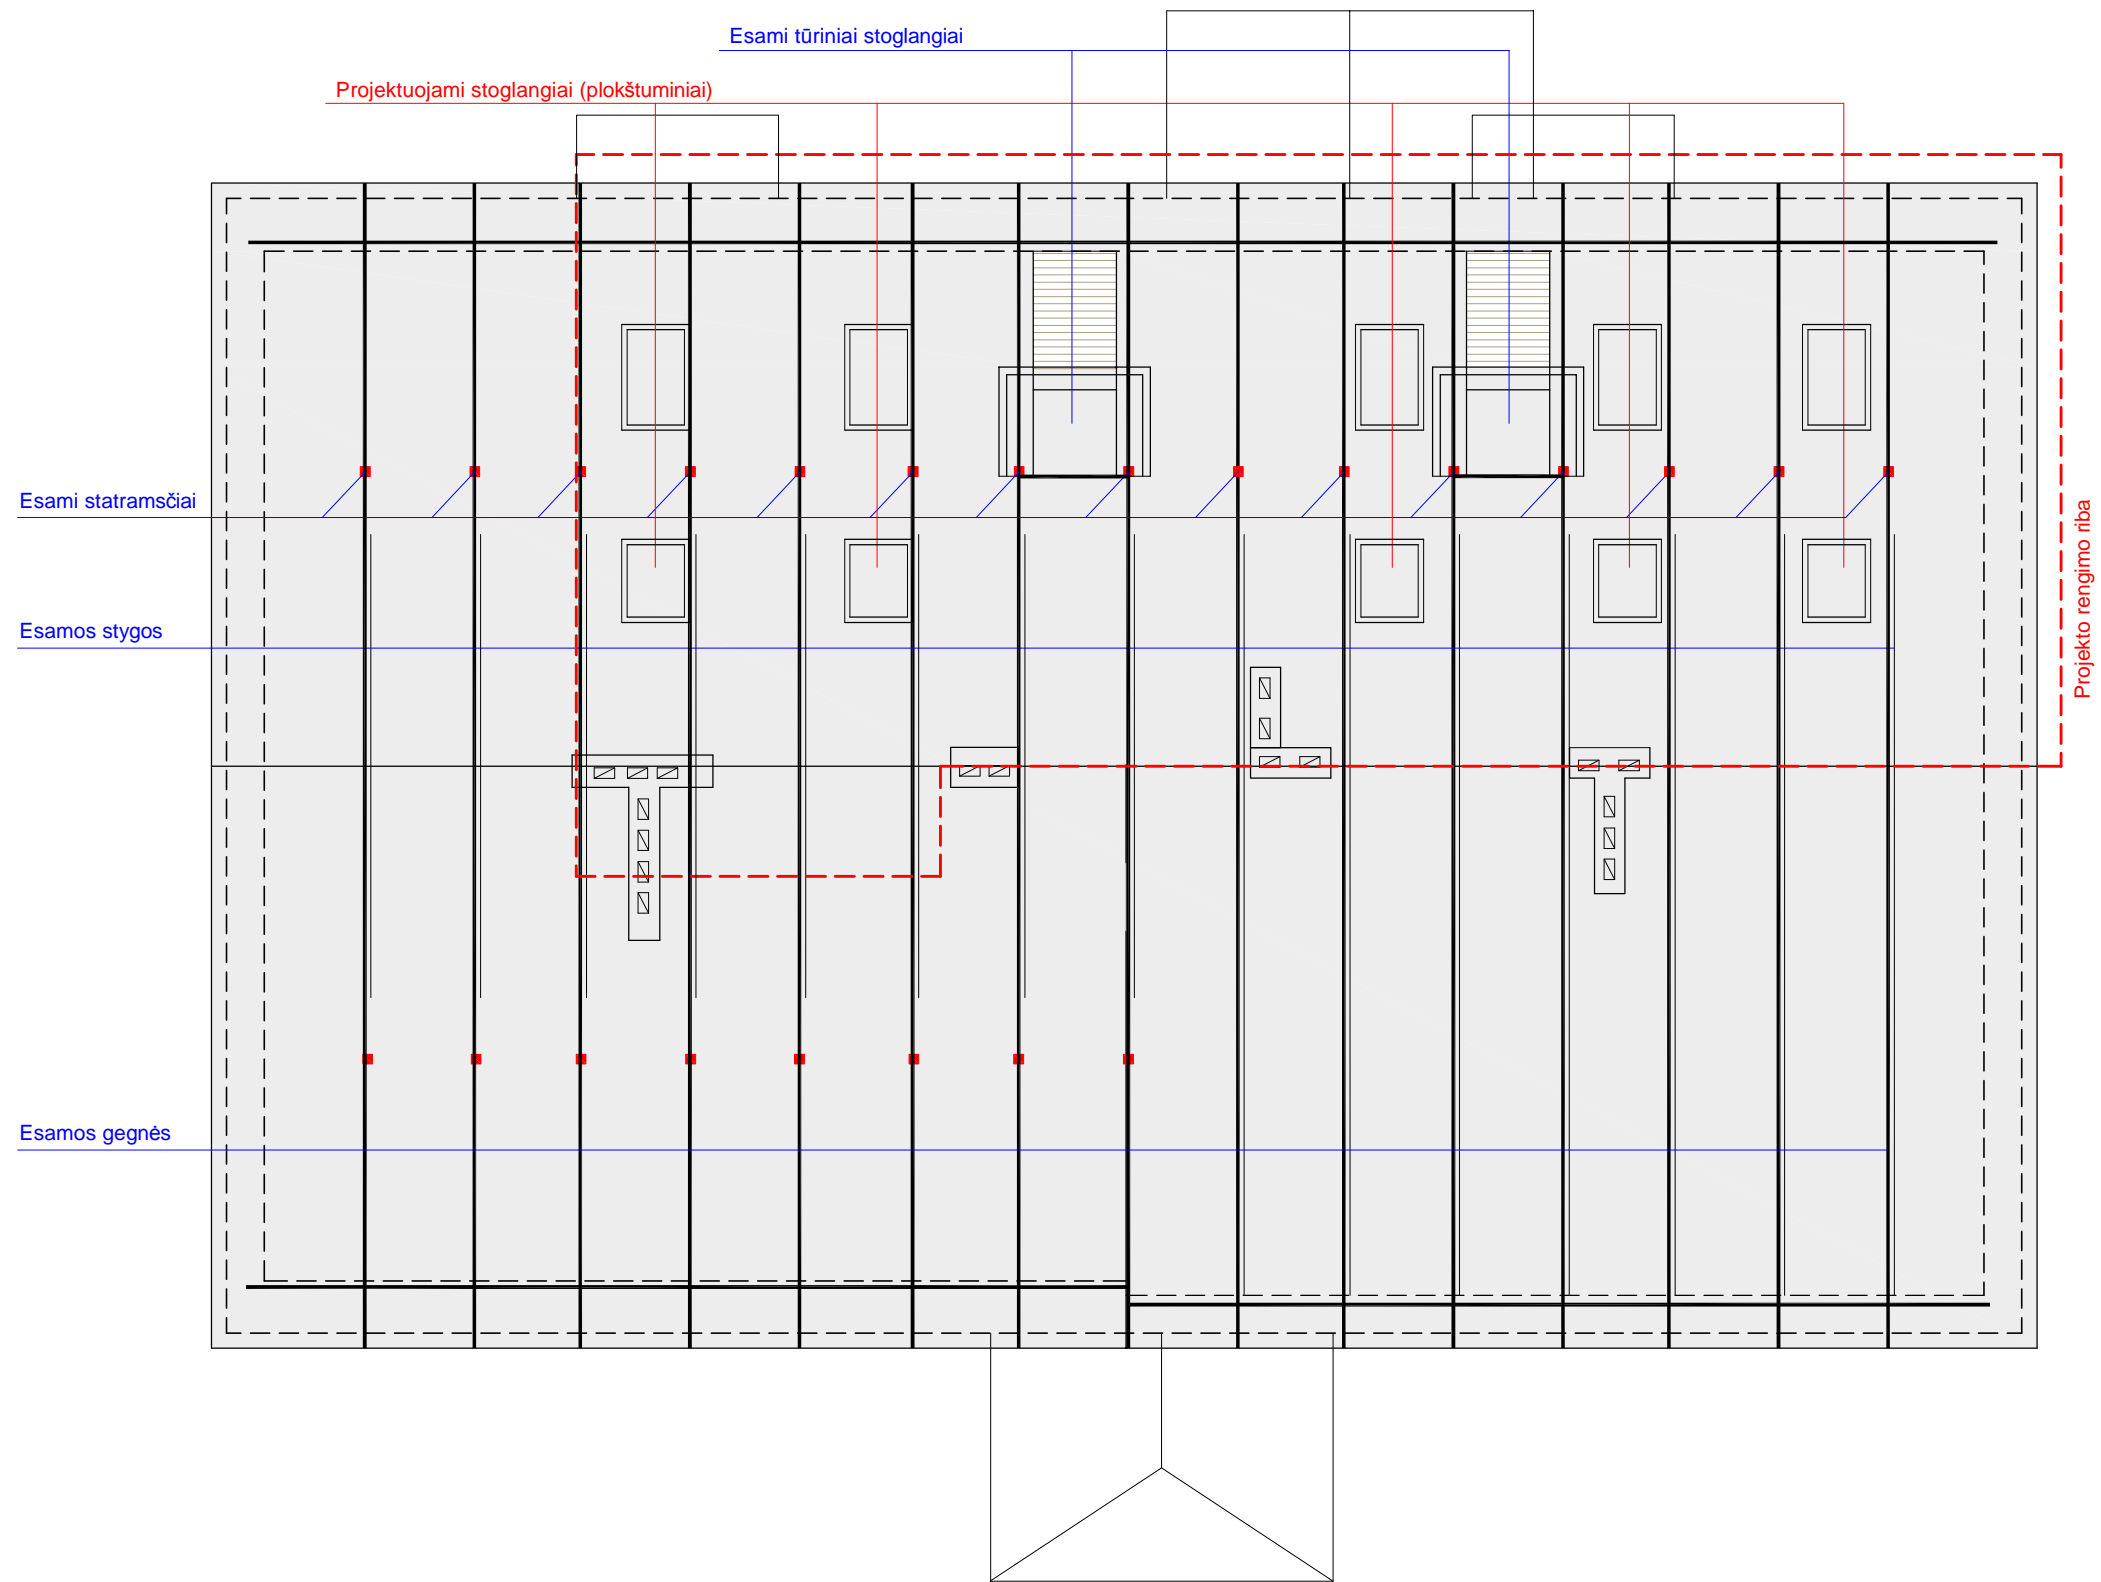 Esami tūriniai stoglangiai
Projektuojami stoglangiai (plokštuminiai)
Esami statramsčiai
Projekto rengimo riba
Esamos stygos
Esamos gegnės